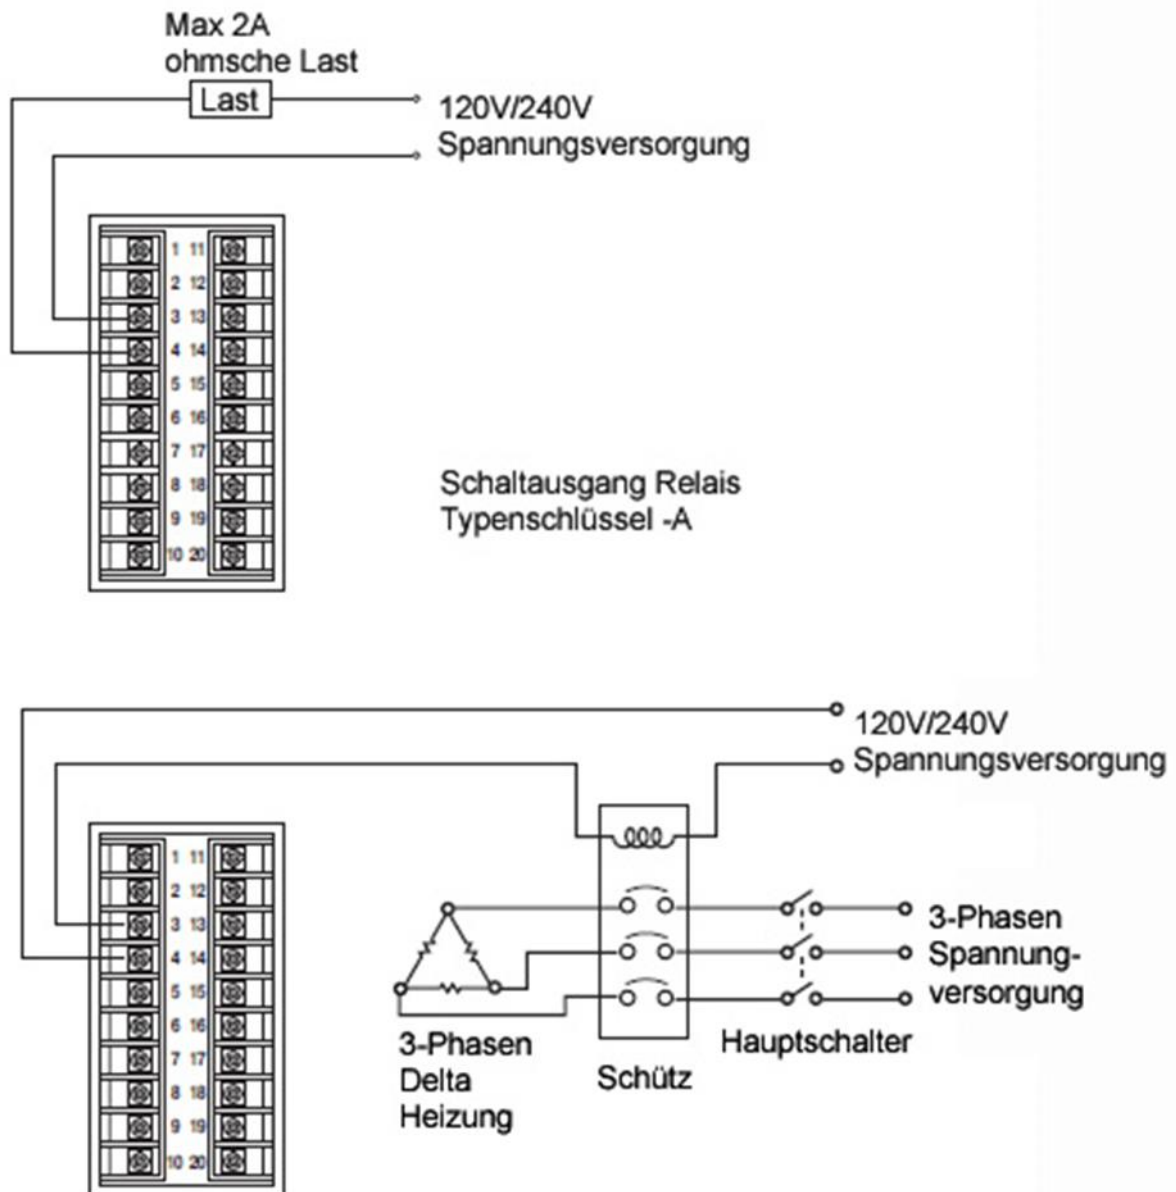 Max 2A
ohmsche Last
Last
120V/240V
Spannungsversorgung
1 11
2 12
3 13
4 14
5 15
6 16
7 17
8 18
9 19
10 20
Schaltausgang Relais
Typenschlüssel -A
120V/240V
Spannungsversorgung
1 11
2 12
3 13
4 14
5 15
6 16
7 17
8 18
9 19
10 20
3-Phasen
Spannung-
versorgung
Hauptschalter
Schütz
3-Phasen
Delta
Heizung